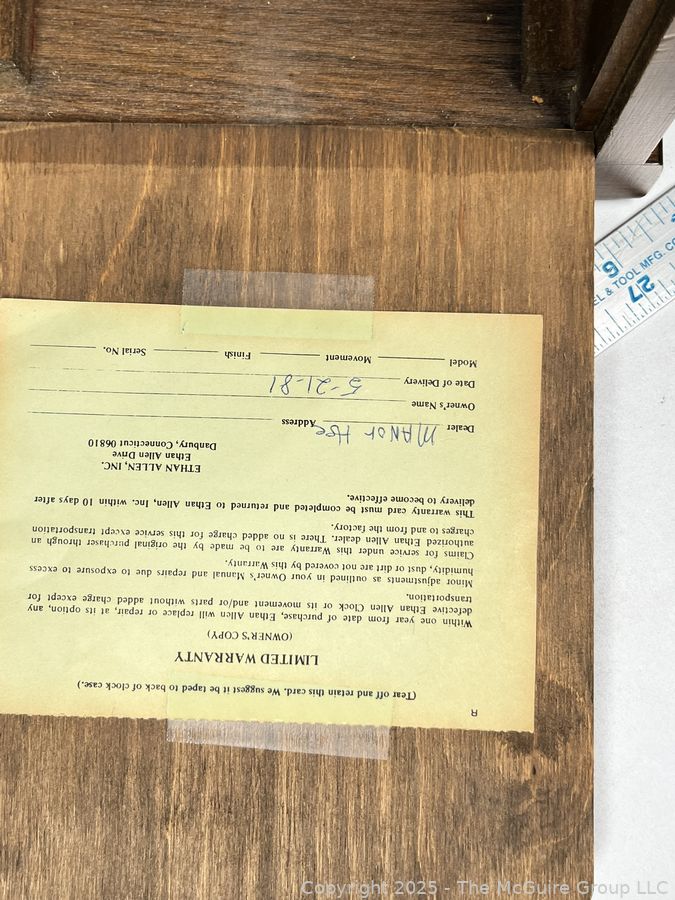 R
(Tear off and retain this card. We suggest it be taped to back of clock case.)
LIMITED WARRANTY
(OWNER'S COPY)
Within one year from date of purchase, Ethan Allen will replace or repair, at its option, any
defective Ethan Allen Clock or its movement and/or parts without added charge except for
transportation.
Minor adjustments as outlined in your Owner's Manual and repairs due to exposure to excess
humidity, dust or dirt are not covered by this Warranty.
Claims for service under this Warranty are to be made by the original purchaser through an
authorized Ethan Allen dealer. There is no added charge for this service except transportation
charges to and from the factory.
This warranty card must be completed and returned to Ethan Allen, Inc. within 10 days after
delivery to become effective.
ETHAN ALLEN, INC.
Ethan Allen Drive
Danbury, Connecticut 06810
Dealer MANOR Hse Address
Owner's Name
Date of Delivery 5-21-81
Model Movement Finish Serial No.
EL & TOOL MFG. CO
6
27
Copyright 2025 - The McGuire Group LLC